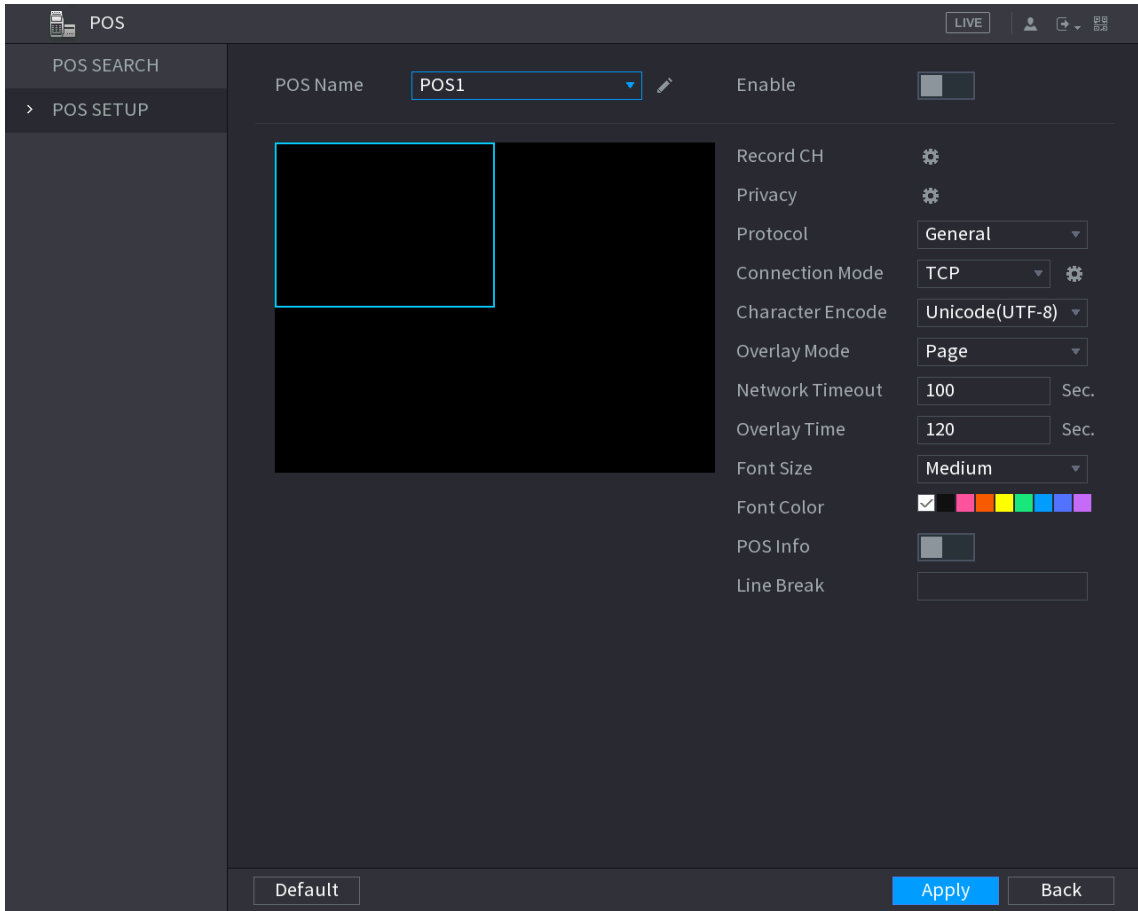 POS
LIVE
POS SEARCH
POS SETUP
POS Name POS1 Enable
Record CH
Privacy
Protocol General
Connection Mode TCP
Character Encode Unicode(UTF-8)
Overlay Mode Page
Network Timeout 100 Sec.
Overlay Time 120 Sec.
Font Size Medium
Font Color
POS Info
Line Break
Default Apply Back